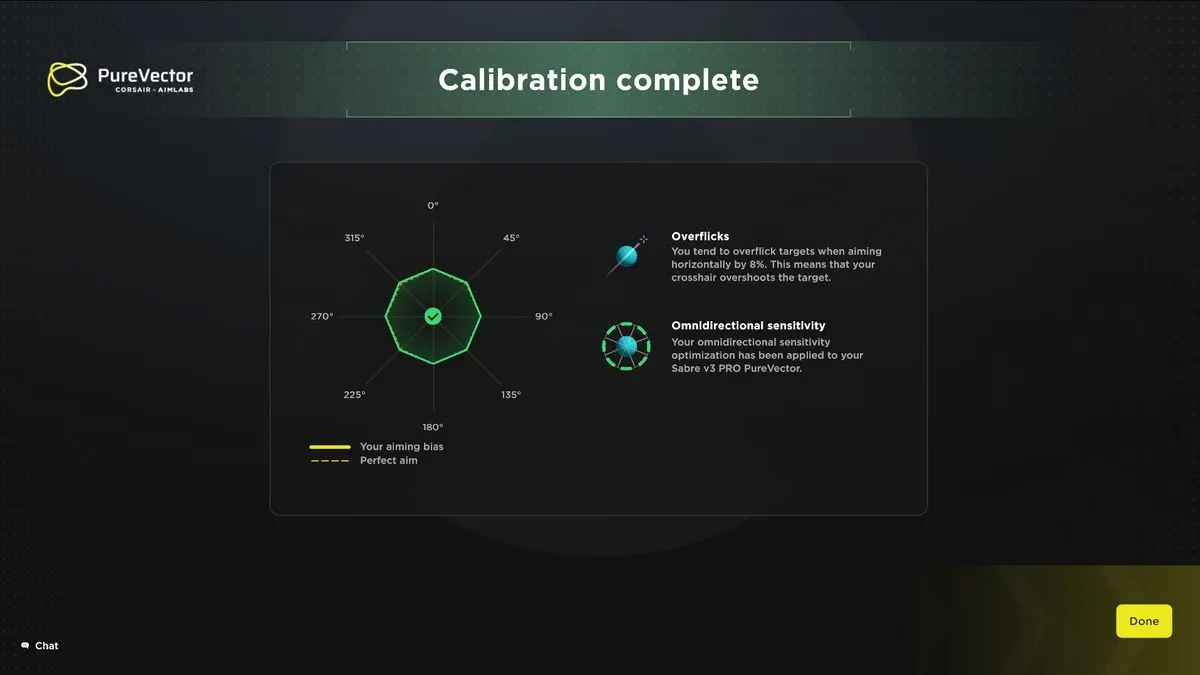 PureVector
CORSAIR - AIMLABS
Calibration complete
0°
315°
45°
270°
90°
225°
135°
180°
Your aiming bias
Perfect aim
Overflicks
You tend to overflick targets when aiming
horizontally by 8%. This means that your
crosshair overshoots the target.
Omnidirectional sensitivity
Your omnidirectional sensitivity
optimization has been applied to your
Sabre v3 PRO PureVector.
Done
Chat